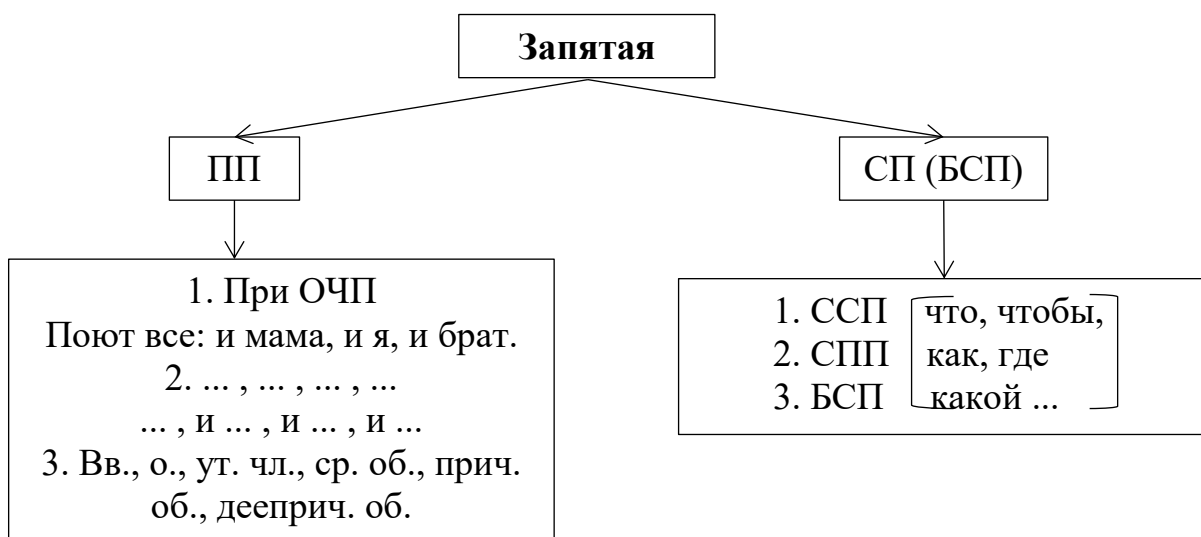 Запятая
ПП
СП (БСП)
1. При ОЧП
Поют все: и мама, и я, и брат.
2. ... , ... , ... , ...
... , и ... , и ... , и ...
3. Вв., о., ут. чл., ср. об., прич.
об., дееприч. об.
1. ССП что, чтобы,
2. СПП как, где
3. БСП какой ...